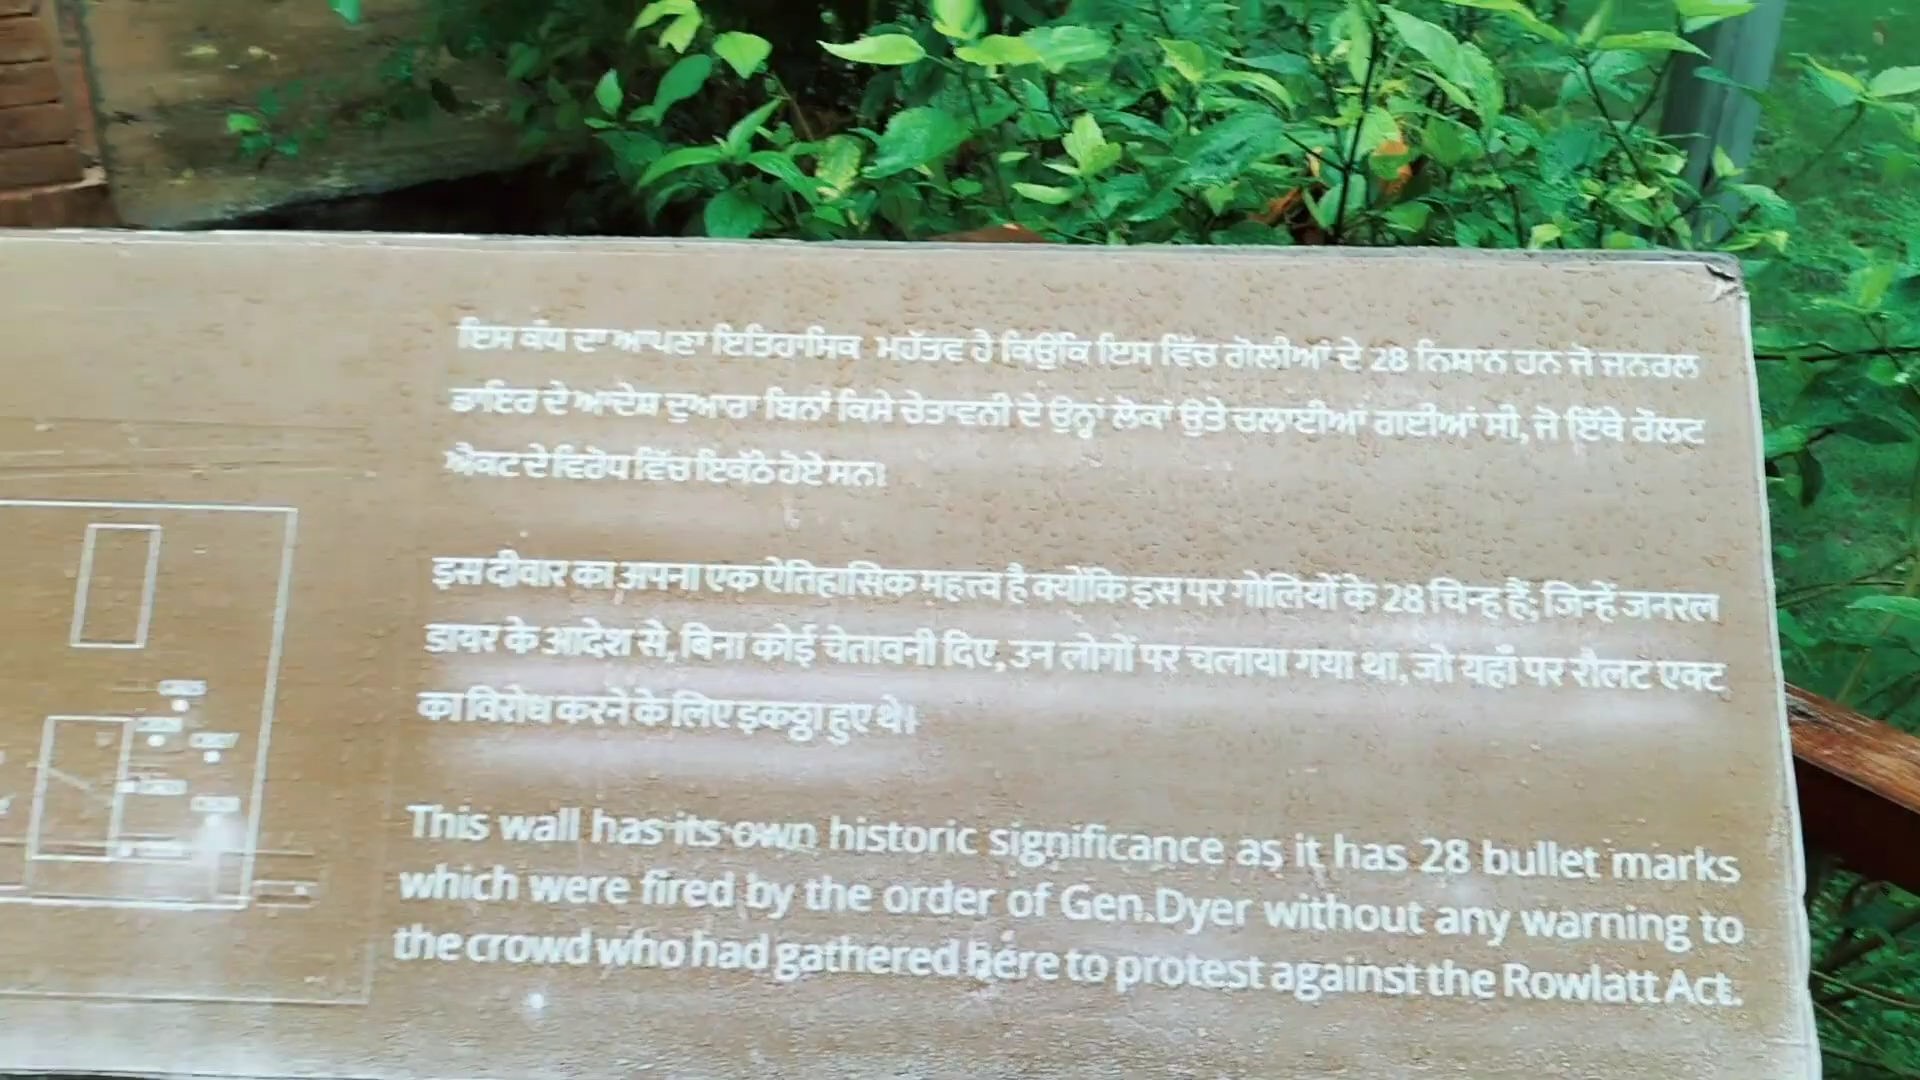 ਇਸ ਕੰਧ ਦਾ ਆਪਣਾ ਇਤਿਹਾਸਿਕ ਮਹੱਤਵ ਹੈ ਕਿਉਂਕਿ ਇਸ ਵਿੱਚ ਗੋਲੀਆਂ ਦੇ 28 ਨਿਸ਼ਾਨ ਹਨ ਜੋ ਜਨਰਲ
ਡਾਇਰ ਦੇ ਆਦੇਸ਼ ਦੁਆਰਾ ਬਿਨਾਂ ਕਿਸੇ ਚੇਤਾਵਨੀ ਦੇ ਉਨ੍ਹਾਂ ਲੋਕਾਂ ਉਤੇ ਚਲਾਈਆਂ ਗਈਆਂ ਸੀ, ਜੋ ਇੱਥੇ ਰੋਲਟ
ਐਕਟ ਦੇ ਵਿਰੋਧ ਵਿੱਚ ਇਕੱਠੇ ਹੋਏ ਸਨ।
इस दीवार का अपना एक ऐतिहासिक महत्त्व है क्योंकि इस पर गोलियों के 28 चिन्ह हैं; जिन्हें जनरल
डायर के आदेश से, बिना कोई चेतावनी दिए, उन लोगों पर चलाया गया था, जो यहाँ पर रौलट एक्ट
का विरोध करने के लिए इकठ्ठा हुए थे।
This wall has its own historic significance as it has 28 bullet marks
which were fired by the order of Gen.Dyer without any warning to
the crowd who had gathered here to protest against the Rowlatt Act.